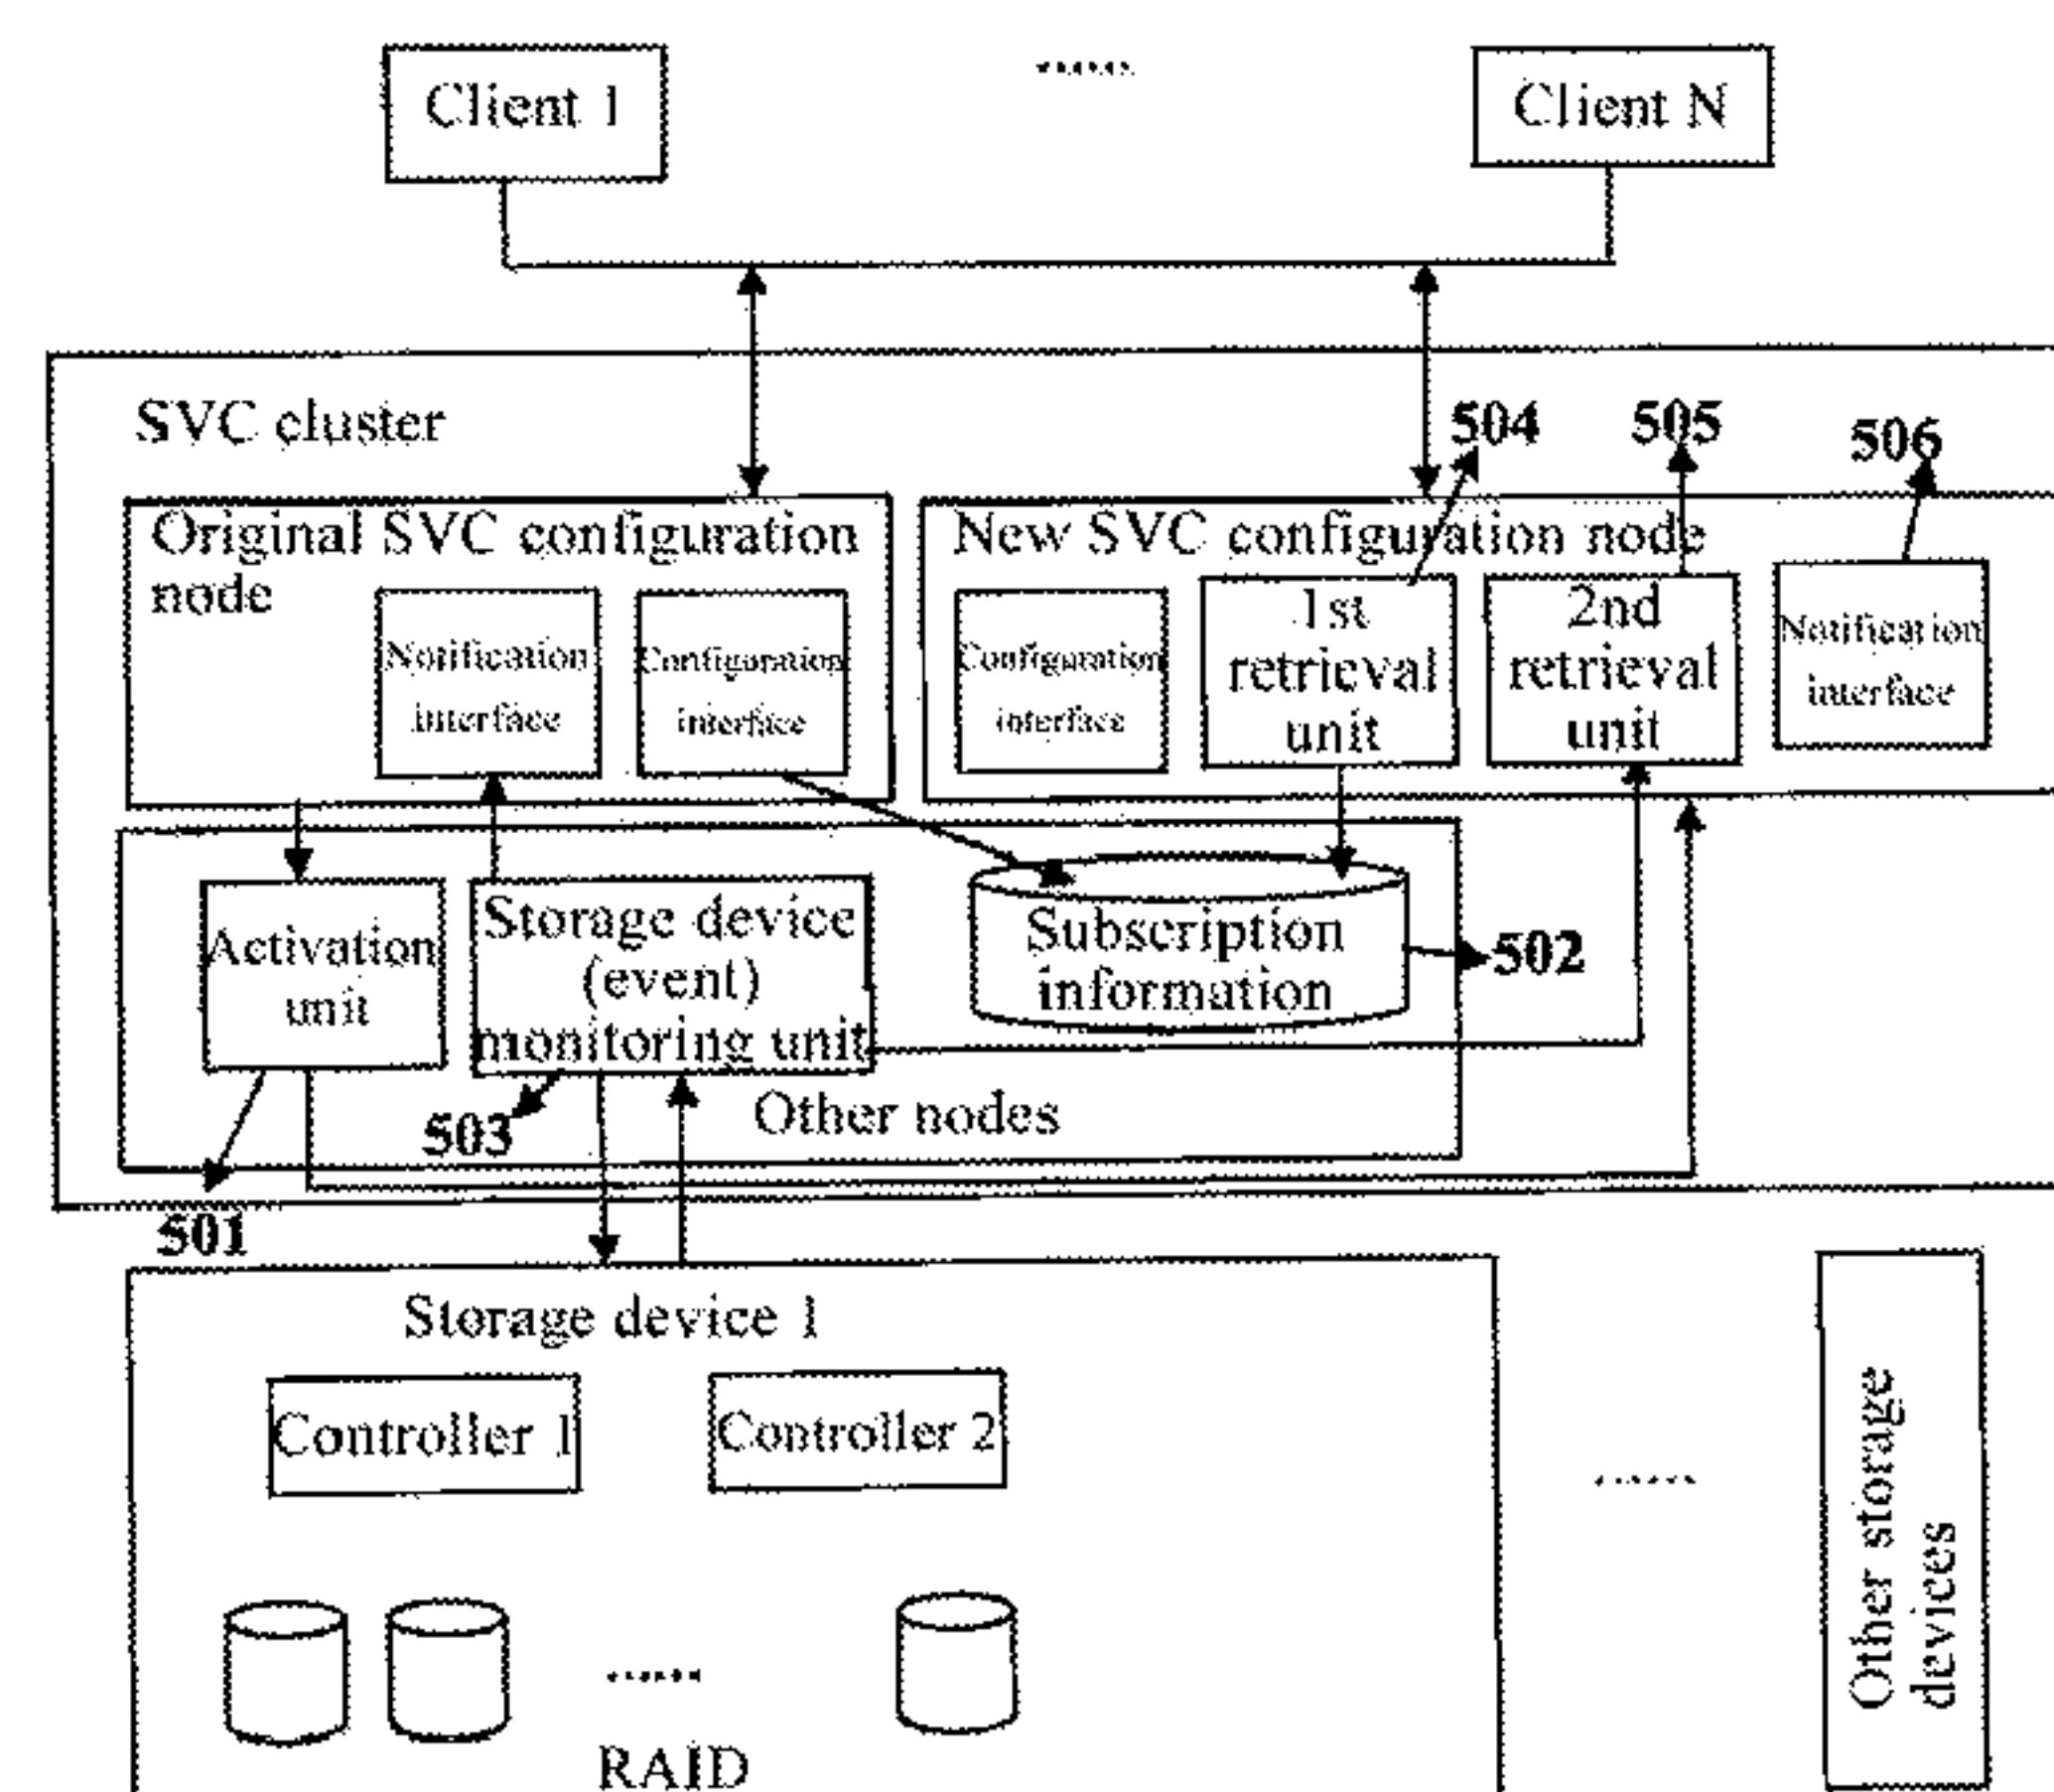 Client 1
......
Client N
SVC cluster
504
505
506
Original SVC configuration
node
New SVC configuration node
Notification
interface
Configuration
interface
Configuration
interface
1st
retrieval
unit
2nd
retrieval
unit
Notification
interface
Activation
unit
Storage device
(event)
monitoring unit
Subscription
information
502
503
Other nodes
501
Storage device 1
Controller 1
Controller 2
......
Other storage
devices
......
RAID